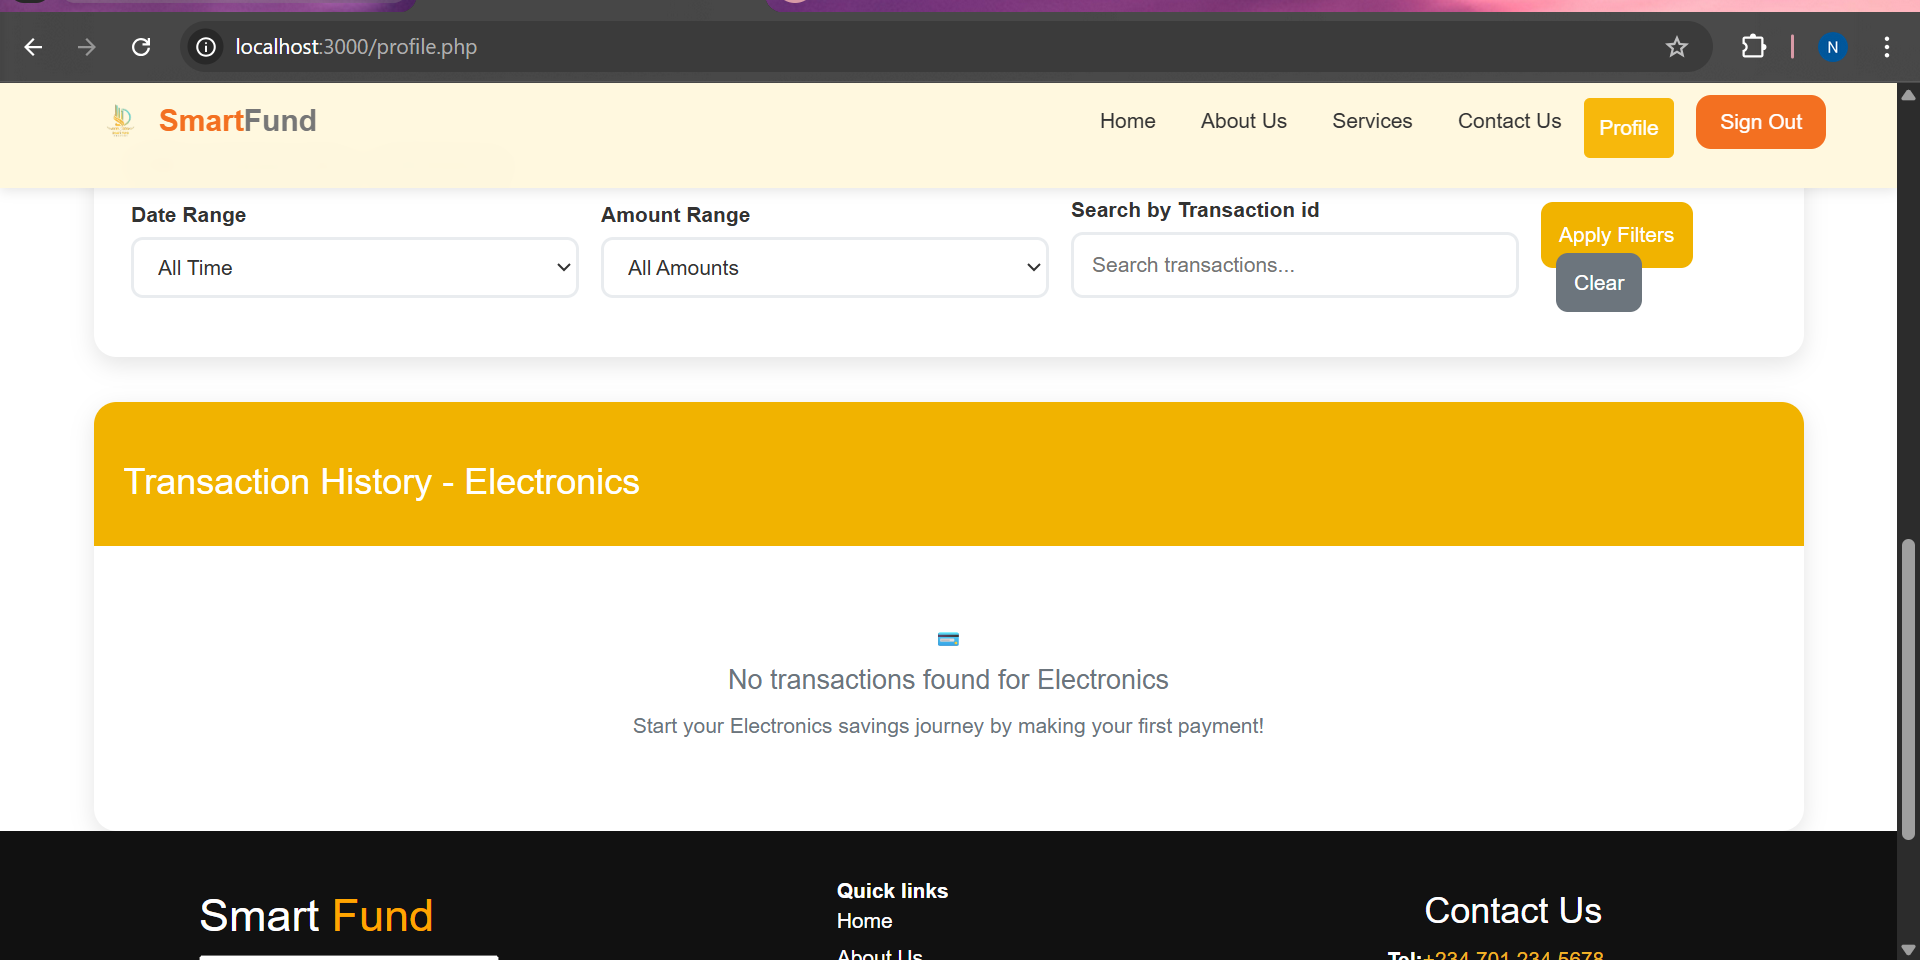 localhost:3000/profile.php
N
SmartFund
Home
About Us
Services
Contact Us
Profile
Sign Out
Date Range
Amount Range
Search by Transaction id
All Time
All Amounts
Search transactions...
Apply Filters
Clear
Transaction History - Electronics
No transactions found for Electronics
Start your Electronics savings journey by making your first payment!
Smart Fund
Quick links
Home
About Us
Contact Us
Tel:+234 701 234 5678